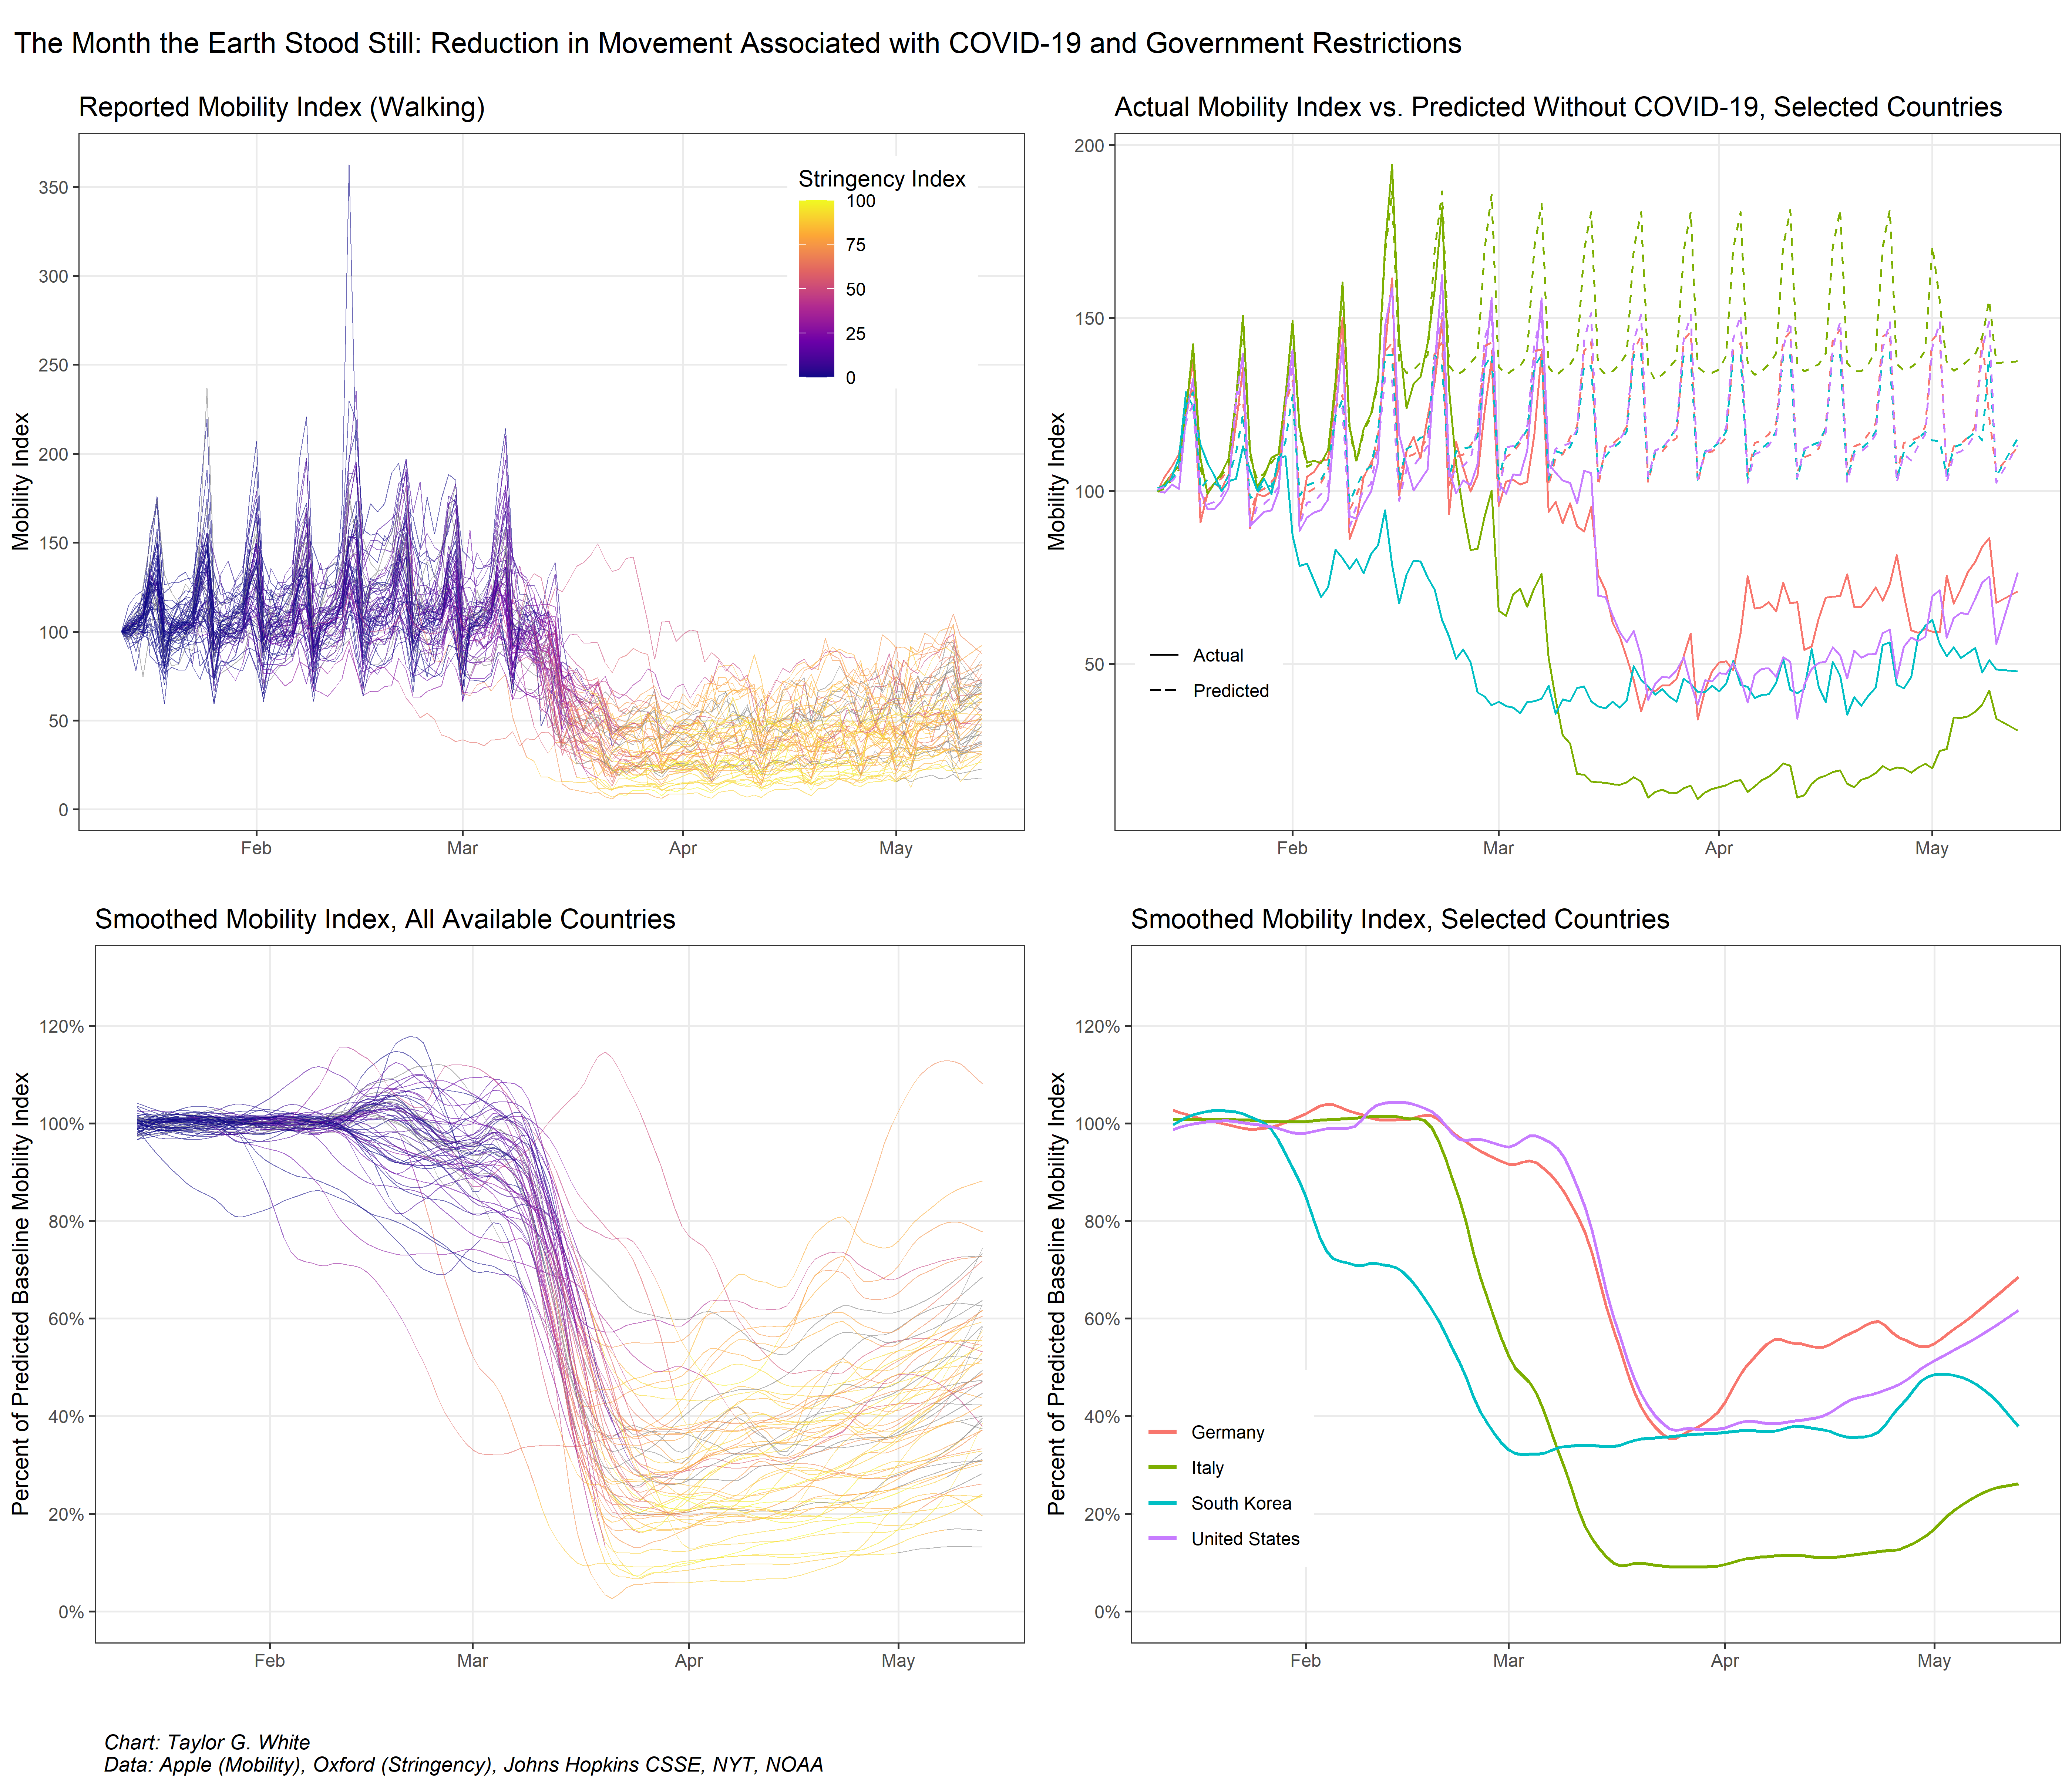 The Month the Earth Stood Still: Reduction in Movement Associated with COVID-19 and Government Restrictions
Reported Mobility Index (Walking)
Mobility Index
350
300
250
200
150
100
50
0
Feb
Mar
Apr
May
Stringency Index
100
75
50
25
0
Actual Mobility Index vs. Predicted Without COVID-19, Selected Countries
Mobility Index
200
150
100
50
Actual
Predicted
Feb
Mar
Apr
May
Smoothed Mobility Index, All Available Countries
Percent of Predicted Baseline Mobility Index
120%
100%
80%
60%
40%
20%
0%
Feb
Mar
Apr
May
Smoothed Mobility Index, Selected Countries
Percent of Predicted Baseline Mobility Index
120%
100%
80%
60%
40%
20%
0%
Germany
Italy
South Korea
United States
Feb
Mar
Apr
May
Chart: Taylor G. White
Data: Apple (Mobility), Oxford (Stringency), Johns Hopkins CSSE, NYT, NOAA